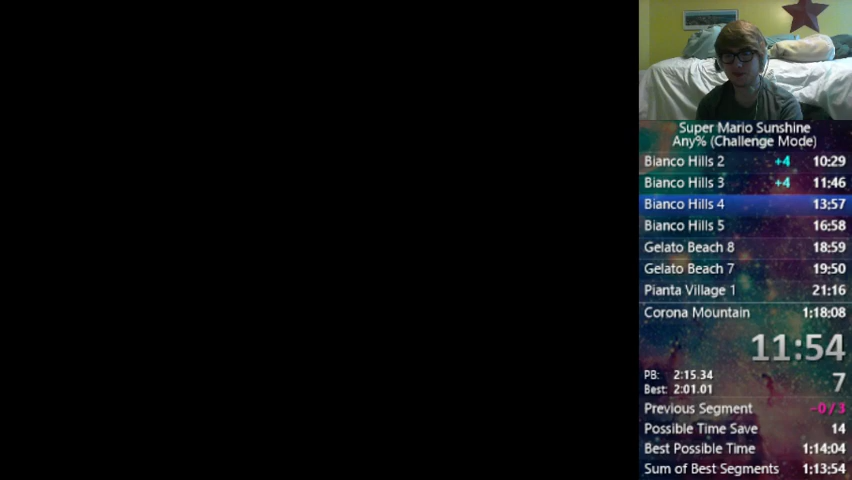 Super Mario Sunshine
Any% (Challenge Mode)
Bianco Hills 2 +4 10:29
Bianco Hills 3 +4 11:46
Bianco Hills 4 13:57
Bianco Hills 5 16:58
Gelato Beach 8 18:59
Gelato Beach 7 19:50
Pianta Village 1 21:16
Corona Mountain 1:18:08
11:54
PB: 2:15.34
Best: 2:01.01
7
Previous Segment -0 / 3
Possible Time Save 14
Best Possible Time 1:14:04
Sum of Best Segments 1:13:54